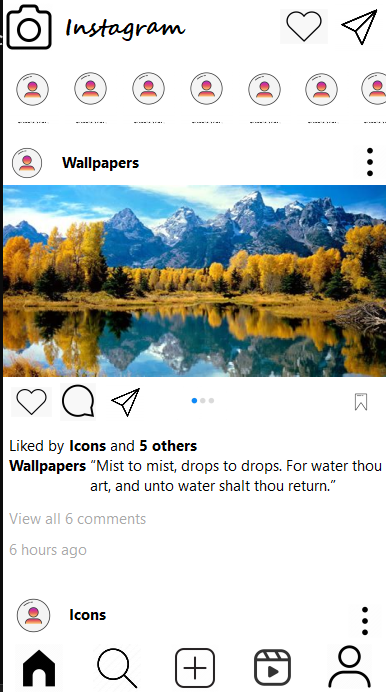 Instagram
Wallpapers
Liked by Icons and 5 others
Wallpapers “Mist to mist, drops to drops. For water thou
art, and unto water shalt thou return.”
View all 6 comments
6 hours ago
Icons